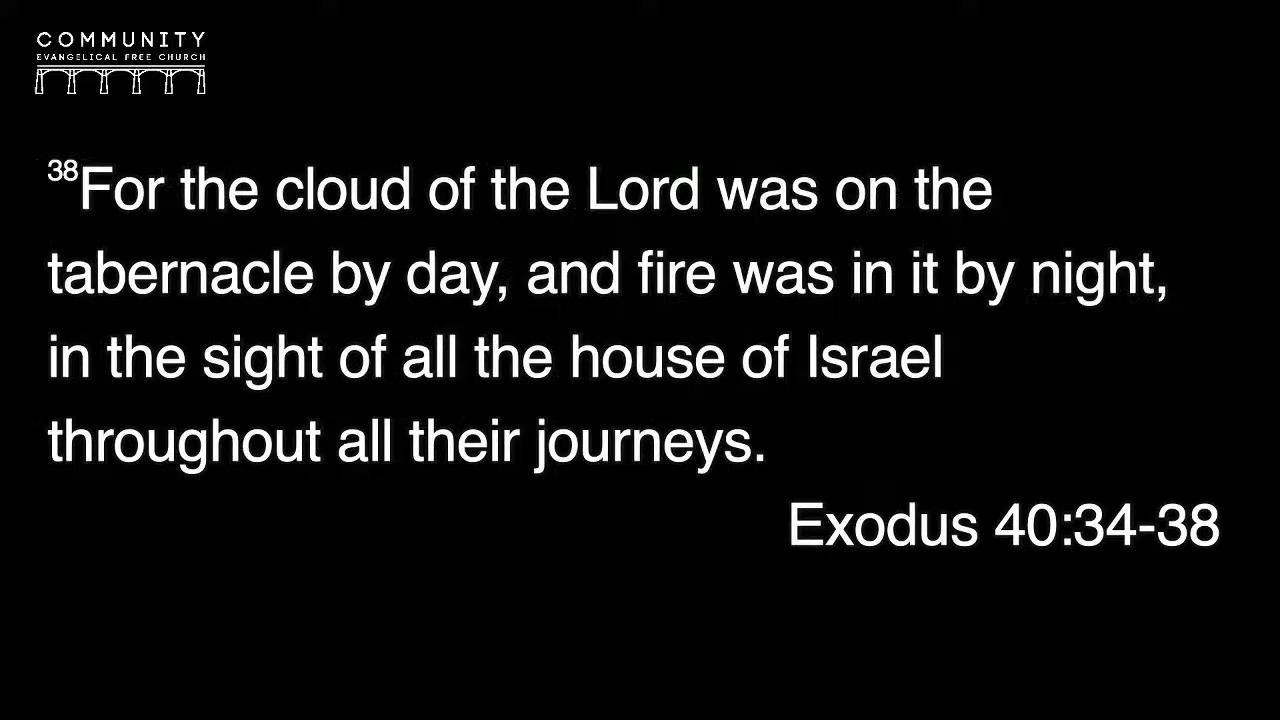 COMMUNITY
EVANGELICAL FREE CHURCH
38For the cloud of the Lord was on the
tabernacle by day, and fire was in it by night,
in the sight of all the house of Israel
throughout all their journeys.
Exodus 40:34-38